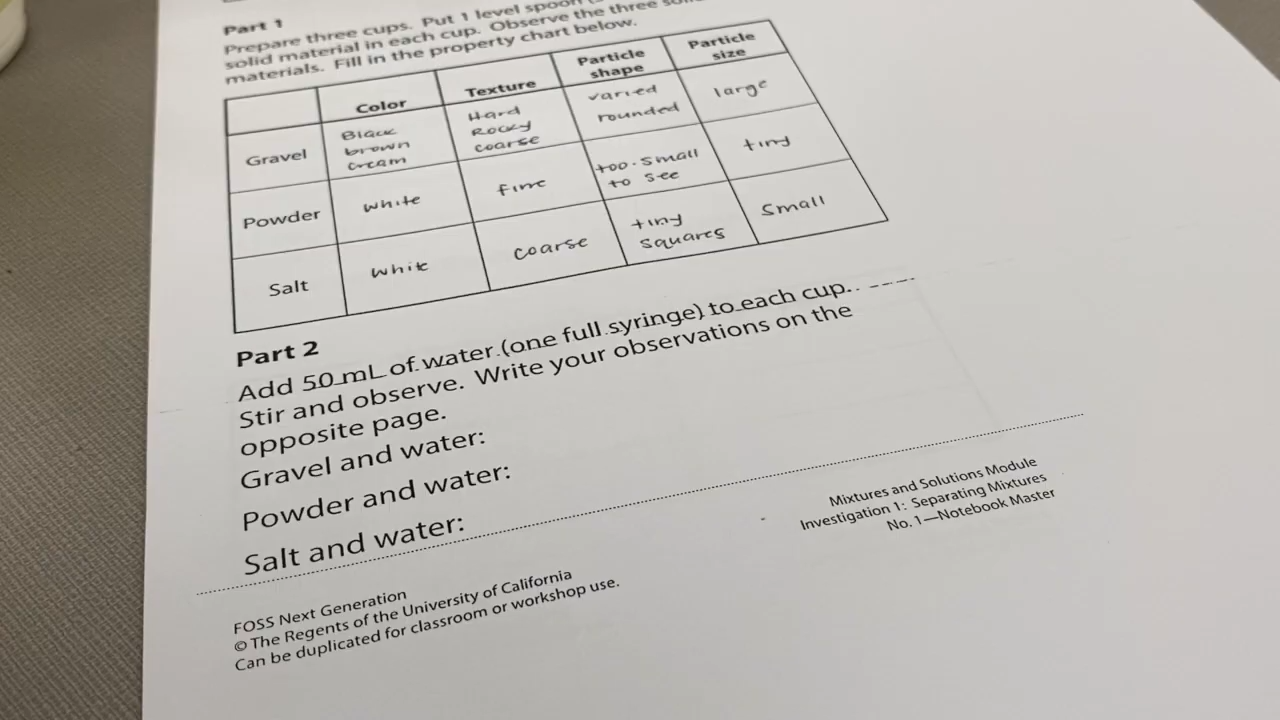 Part 1
Prepare three cups. Put 1 level spoon
solid material in each cup. Observe the three
materials. Fill in the property chart below.
Color Texture Particle shape Particle size
Gravel Black brown cream Hard Rocky coarse varied rounded large
Powder white fine too small to see tiny
Salt white coarse tiny squares small
Part 2
Add 50 mL of water (one full syringe) to each cup.
Stir and observe. Write your observations on the
opposite page.
Gravel and water:
Powder and water:
Salt and water:
Mixtures and Solutions Module
Investigation 1: Separating Mixtures
No. 1—Notebook Master
FOSS Next Generation
© The Regents of the University of California
Can be duplicated for classroom or workshop use.